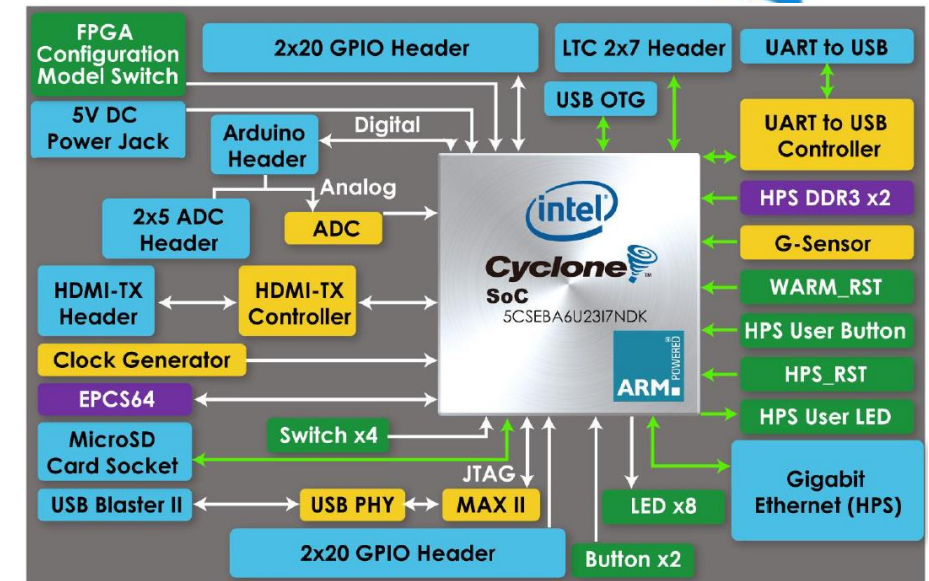 FPGA
Configuration
Model Switch
2x20 GPIO Header
LTC 2x7 Header
UART to USB
USB OTG
5V DC
Power Jack
Arduino
Header
Digital
UART to USB
Controller
Analog
2x5 ADC
Header
ADC
HPS DDR3 x2
G-Sensor
intel
Cyclone
TM
SoC
5CSEBA6U23I7NDK
ARM
POWERED
®
HDMI-TX
Header
HDMI-TX
Controller
WARM_RST
HPS User Button
Clock Generator
HPS_RST
EPCS64
HPS User LED
MicroSD
Card Socket
Switch x4
JTAG
Gigabit
Ethernet (HPS)
USB Blaster II
USB PHY
MAX II
LED x8
2x20 GPIO Header
Button x2